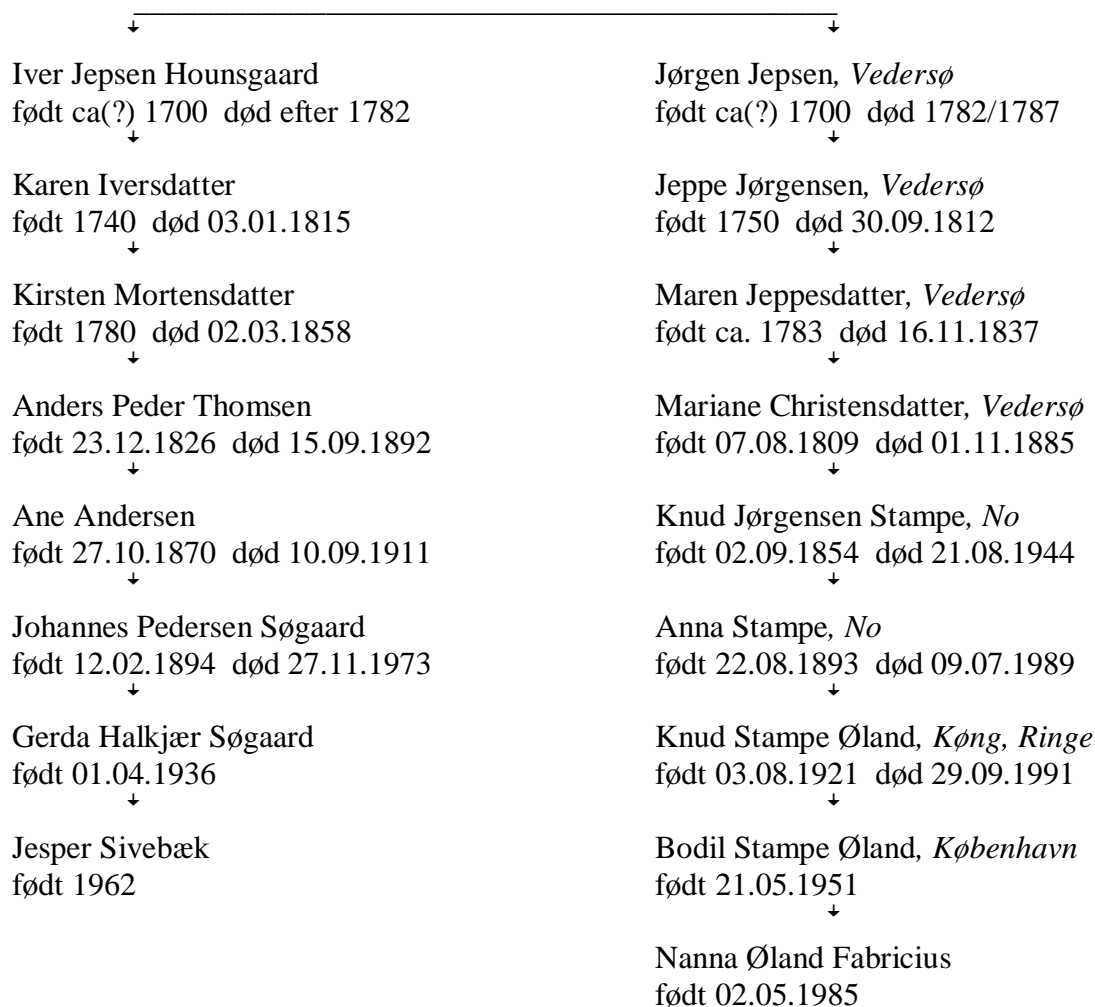 Iver Jepsen Hounsgaard
født ca(?) 1700 død efter 1782
Karen Iversdatter
født 1740 død 03.01.1815
Kirsten Mortensdatter
født 1780 død 02.03.1858
Anders Peder Thomsen
født 23.12.1826 død 15.09.1892
Ane Andersen
født 27.10.1870 død 10.09.1911
Johannes Pedersen Søgaard
født 12.02.1894 død 27.11.1973
Gerda Halkjær Søgaard
født 01.04.1936
Jesper Sivebæk
født 1962
Jørgen Jepsen, Vedersø
født ca(?) 1700 død 1782/1787
Jeppe Jørgensen, Vedersø
født 1750 død 30.09.1812
Maren Jeppesdatter, Vedersø
født ca. 1783 død 16.11.1837
Mariane Christensdatter, Vedersø
født 07.08.1809 død 01.11.1885
Knud Jørgensen Stampe, No
født 02.09.1854 død 21.08.1944
Anna Stampe, No
født 22.08.1893 død 09.07.1989
Knud Stampe Øland, Køng, Ringe
født 03.08.1921 død 29.09.1991
Bodil Stampe Øland, København
født 21.05.1951
Nanna Øland Fabricius
født 02.05.1985